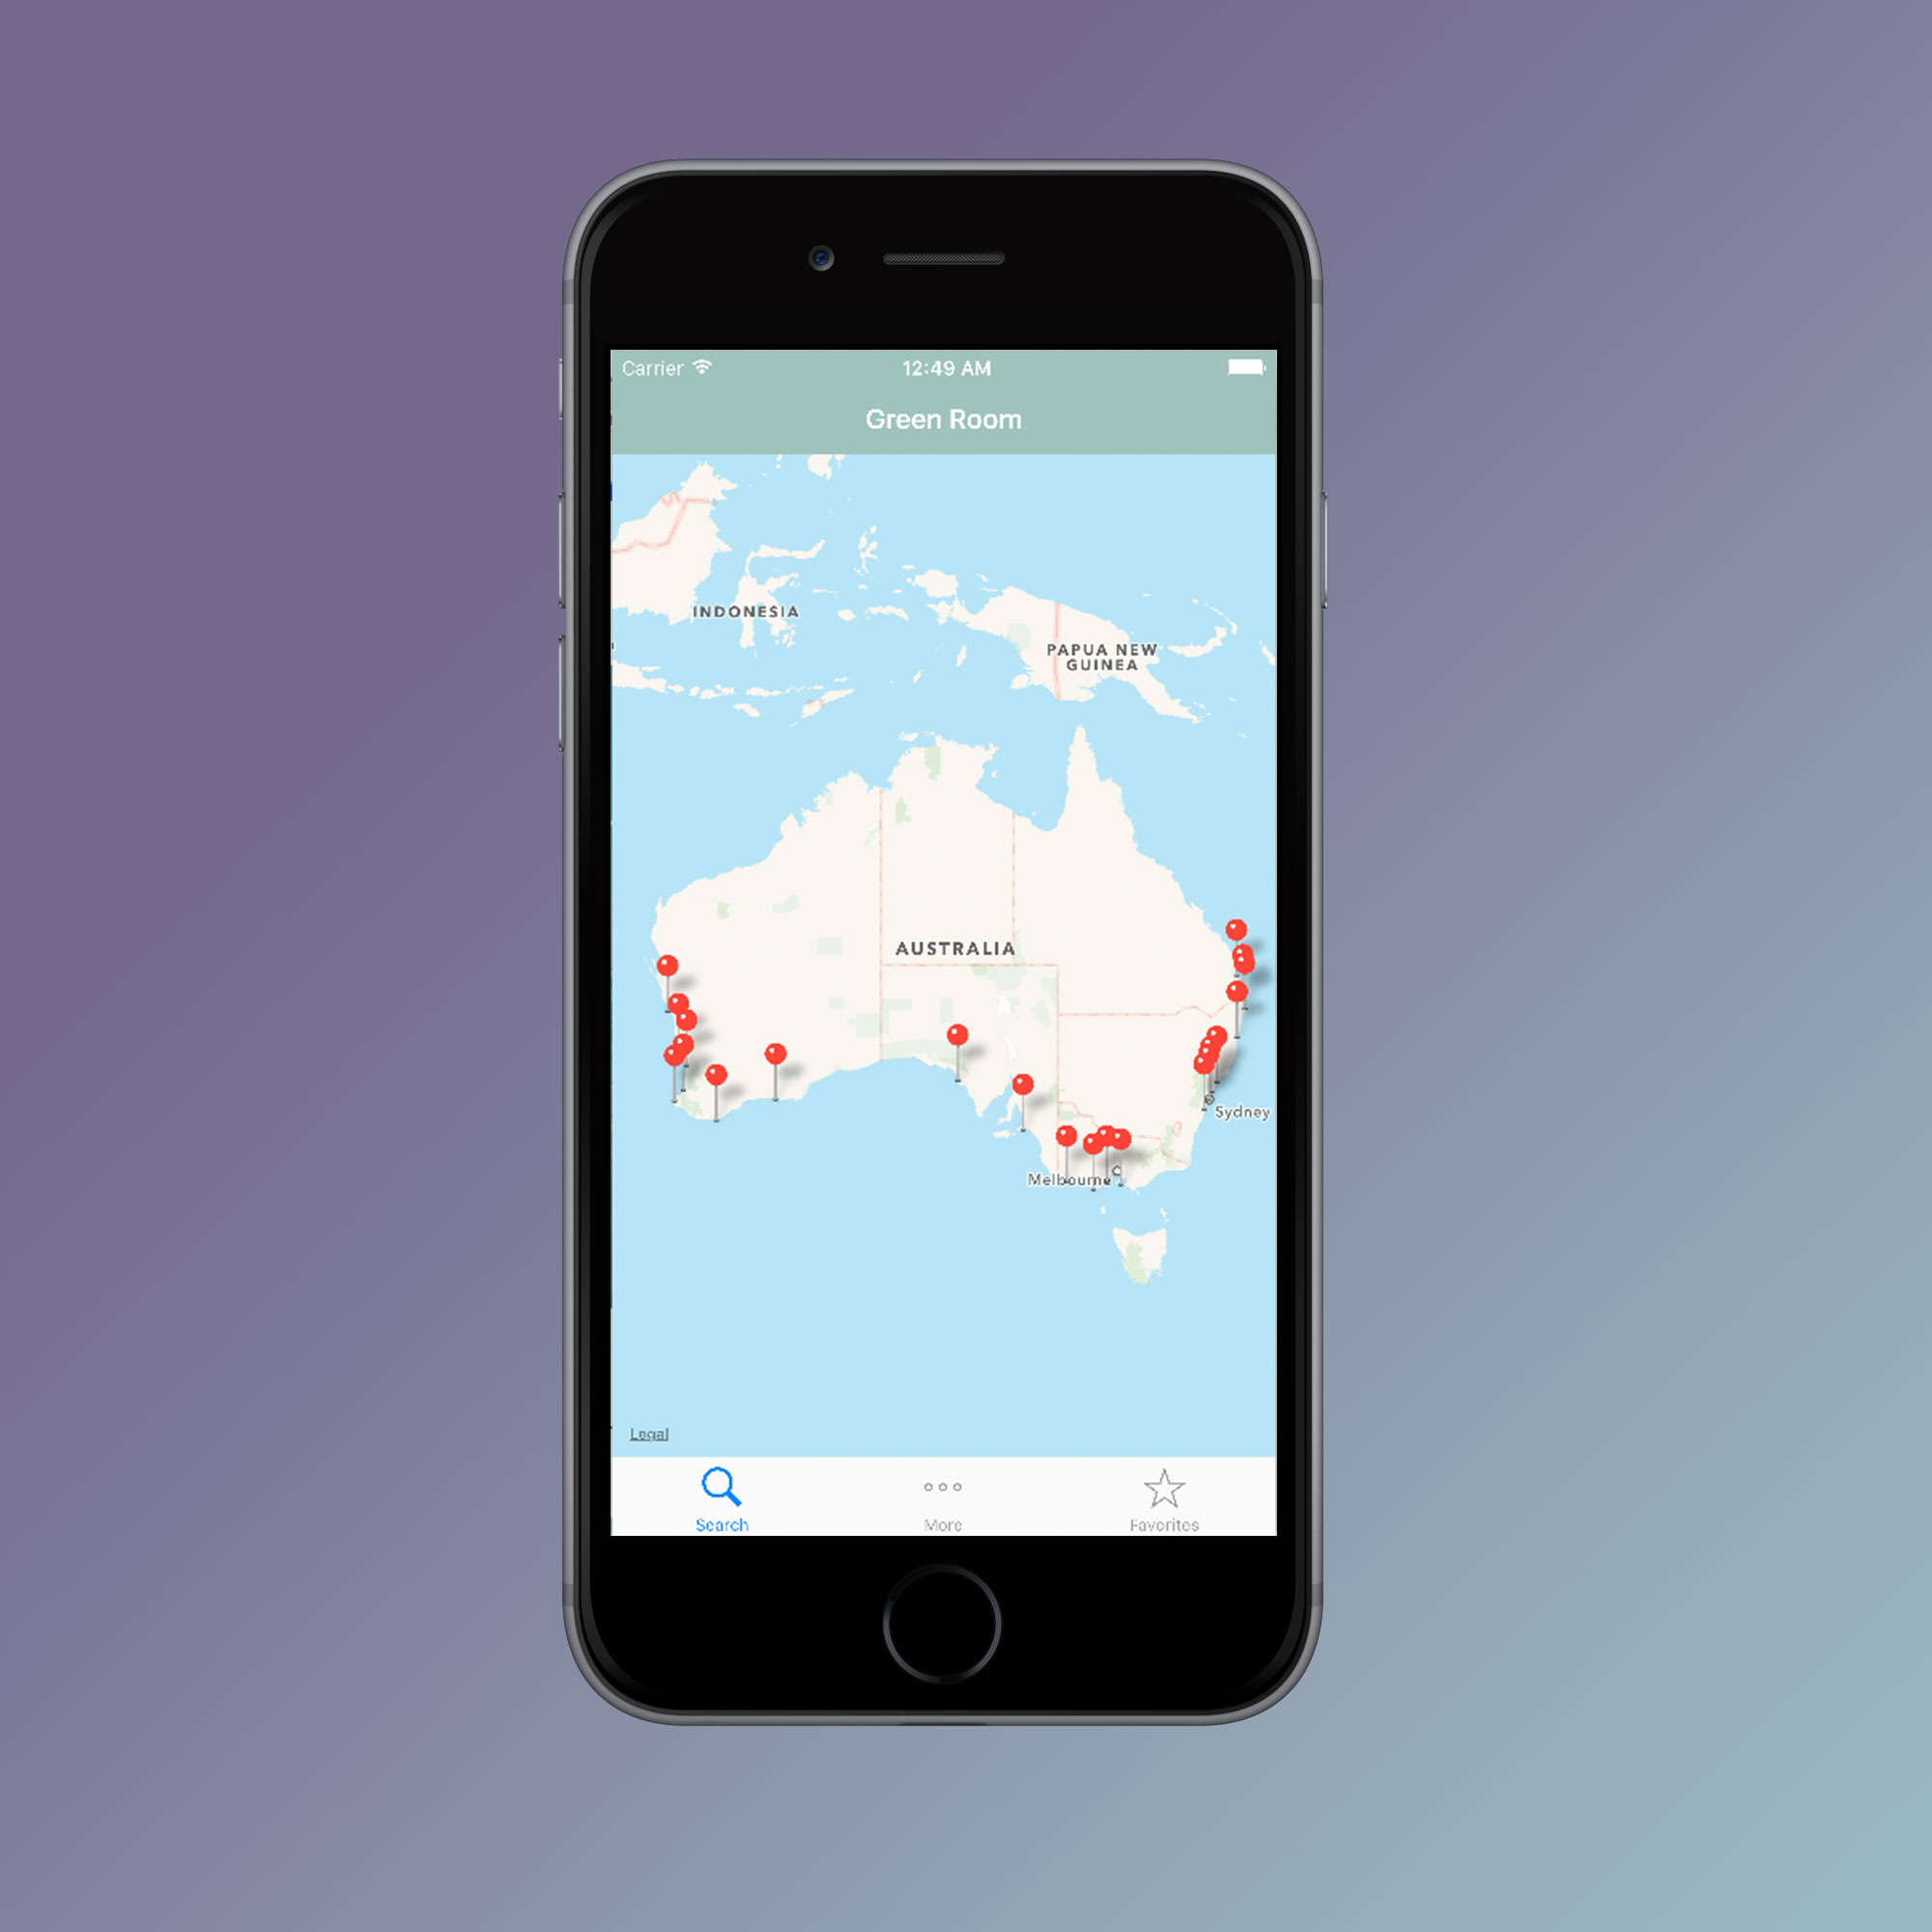 Carrier 12:49 AM
Green Room
INDONESIA
PAPUA NEW
GUINEA
AUSTRALIA
Sydney
Melbourne
Legal
Search More Favorites